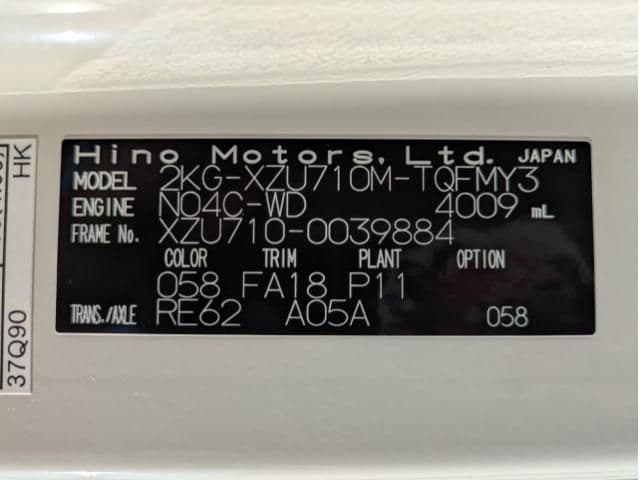 Hino Motors, Ltd. JAPAN
MODEL 2KG-XZU710M-TQFMY3
ENGINE N04C-WD 4009 mL
FRAME No. XZU710-0039884
COLOR TRIM PLANT OPTION
058 FA18 P11
TRANS./AXLE RE62 A05A 058
HK
37Q90